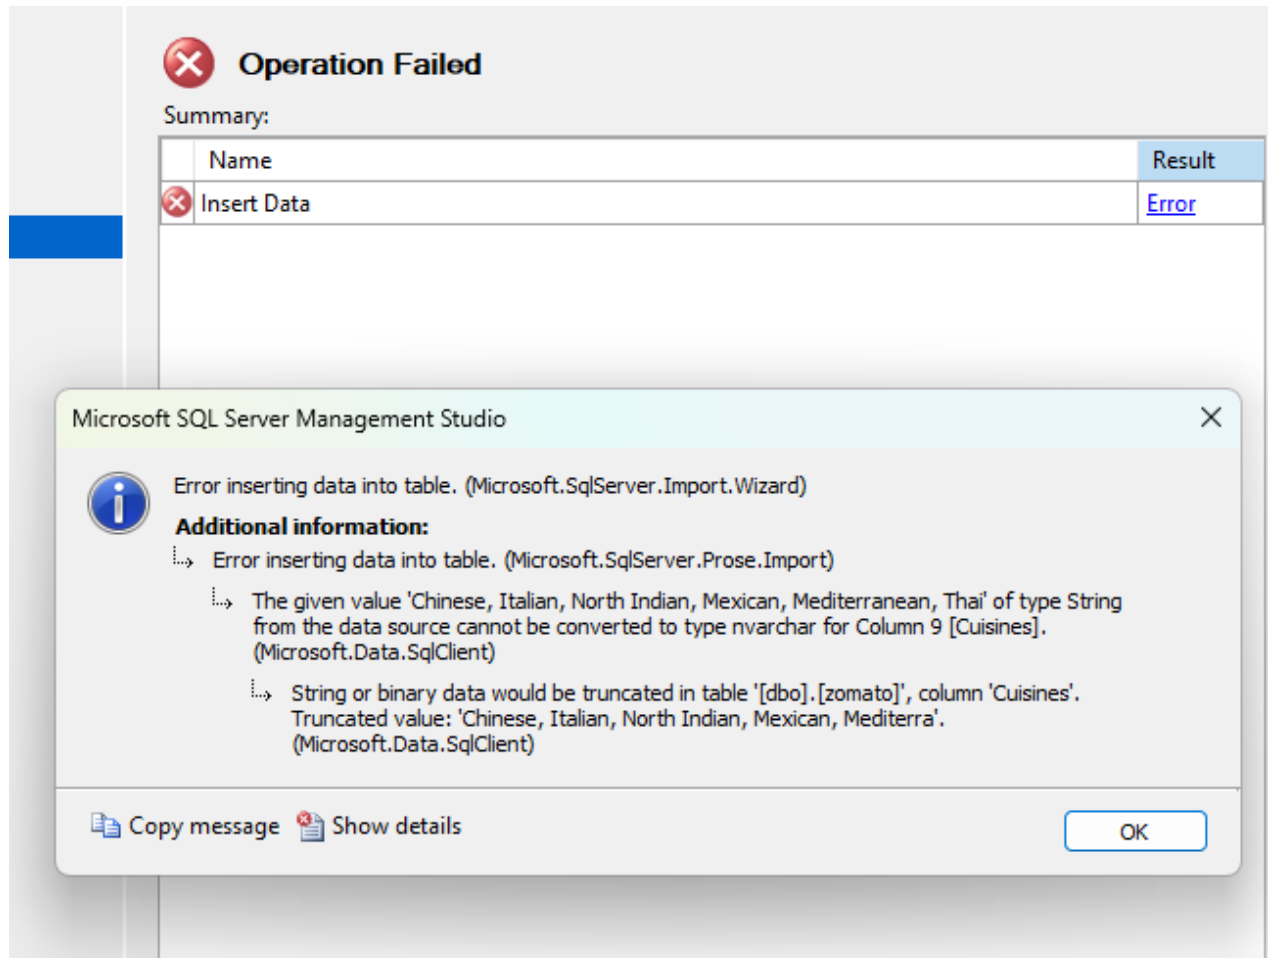 Operation Failed
Summary:
Name Result
Insert Data Error
Microsoft SQL Server Management Studio
Error inserting data into table. (Microsoft.SqlServer.Import.Wizard)
Additional information:
Error inserting data into table. (Microsoft.SqlServer.Prose.Import)
The given value 'Chinese, Italian, North Indian, Mexican, Mediterranean, Thai' of type String
from the data source cannot be converted to type nvarchar for Column 9 [Cuisines].
(Microsoft.Data.SqlClient)
String or binary data would be truncated in table '[dbo].[zomato]', column 'Cuisines'.
Truncated value: 'Chinese, Italian, North Indian, Mexican, Mediterra'.
(Microsoft.Data.SqlClient)
Copy message Show details OK